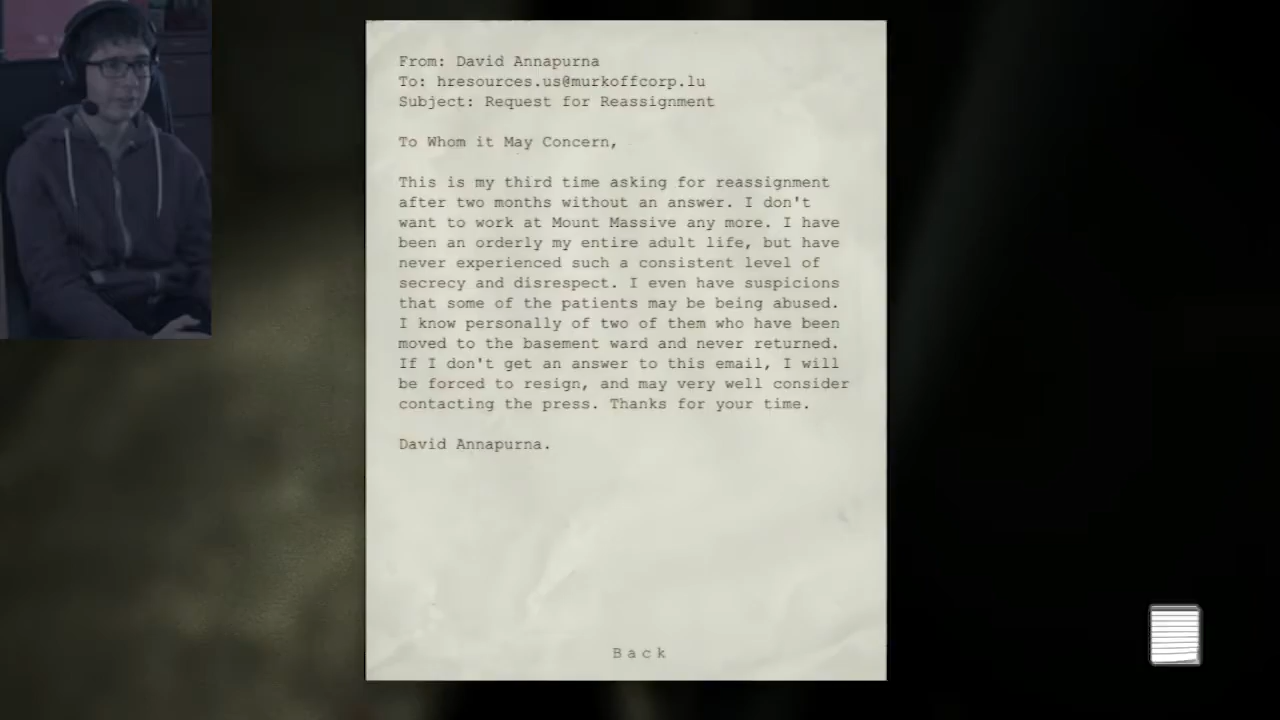 From: David Annapurna
To: hresources.us@murkoffcorp.lu
Subject: Request for Reassignment
To Whom it May Concern,
This is my third time asking for reassignment
after two months without an answer. I don't
want to work at Mount Massive any more. I have
been an orderly my entire adult life, but have
never experienced such a consistent level of
secrecy and disrespect. I even have suspicions
that some of the patients may be being abused.
I know personally of two of them who have been
moved to the basement ward and never returned.
If I don't get an answer to this email, I will
be forced to resign, and may very well consider
contacting the press. Thanks for your time.
David Annapurna.
Back